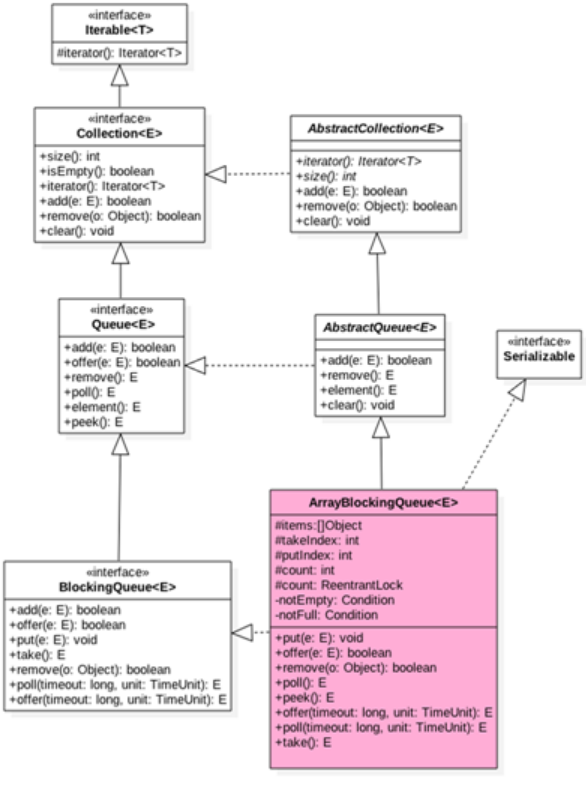 «interface»
Iterable<T>
#iterator(): Iterator<T>
«interface»
Collection<E>
+size(): int
+isEmpty(): boolean
+iterator(): Iterator<T>
+add(e: E): boolean
+remove(o: Object): boolean
+clear(): void
AbstractCollection<E>
+iterator(): Iterator<T>
+size(): int
+add(e: E): boolean
+remove(o: Object): boolean
+clear(): void
«interface»
Queue<E>
+add(e: E): boolean
+offer(e: E): boolean
+remove(): E
+poll(): E
+element(): E
+peek(): E
AbstractQueue<E>
+add(e: E): boolean
+remove(): E
+element(): E
+clear(): void
«interface»
Serializable
«interface»
BlockingQueue<E>
+add(e: E): boolean
+offer(e: E): boolean
+put(e: E): void
+take(): E
+remove(o: Object): boolean
+poll(timeout: long, unit: TimeUnit): E
+offer(timeout: long, unit: TimeUnit): E
ArrayBlockingQueue<E>
#items:[]Object
#takeIndex: int
#putIndex: int
#count: int
#count: ReentrantLock
-notEmpty: Condition
-notFull: Condition
+put(e: E): void
+offer(e: E): boolean
+remove(o: Object): boolean
+poll(): E
+peek(): E
+offer(timeout: long, unit: TimeUnit): E
+poll(timeout: long, unit: TimeUnit): E
+take(): E